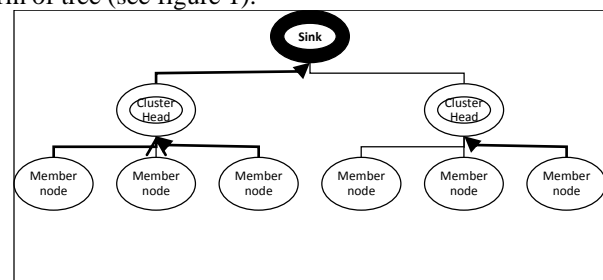 rm of tree (see figure 1).
Sink
Cluster
Head
Cluster
Head
Member
node
Member
node
Member
node
Member
node
Member
node
Member
node